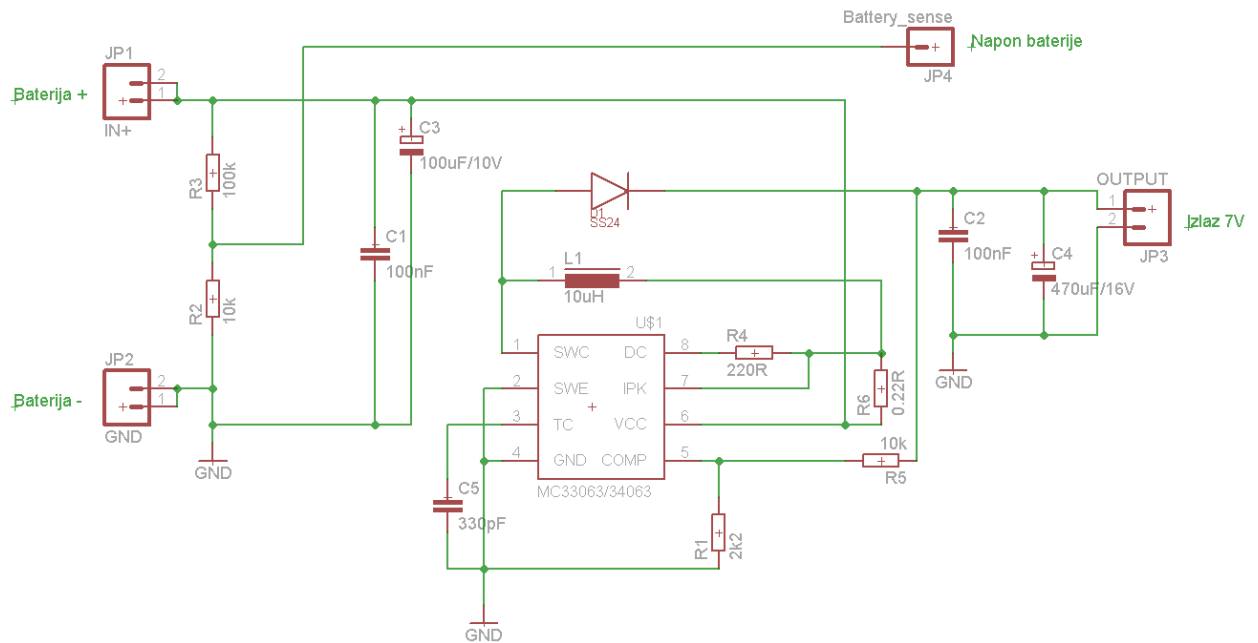 Battery_sense
Napon baterije
JP4
JP1
Baterija +
2
1
IN+
C3
100uF/10V
R3
100k
D1
SS24
OUTPUT
1
2
Izlaz 7V
JP3
C2
100nF
C4
470uF/16V
C1
100nF
L1
1
2
10uH
R2
10k
U$1
1
SWC
DC
8
R4
220R
2
SWE
IPK
7
R6
0.22R
3
TC
VCC
6
4
GND
COMP
5
10k
R5
MC33063/34063
JP2
2
1
Baterija -
GND
GND
GND
C5
330pF
R1
2k2
GND